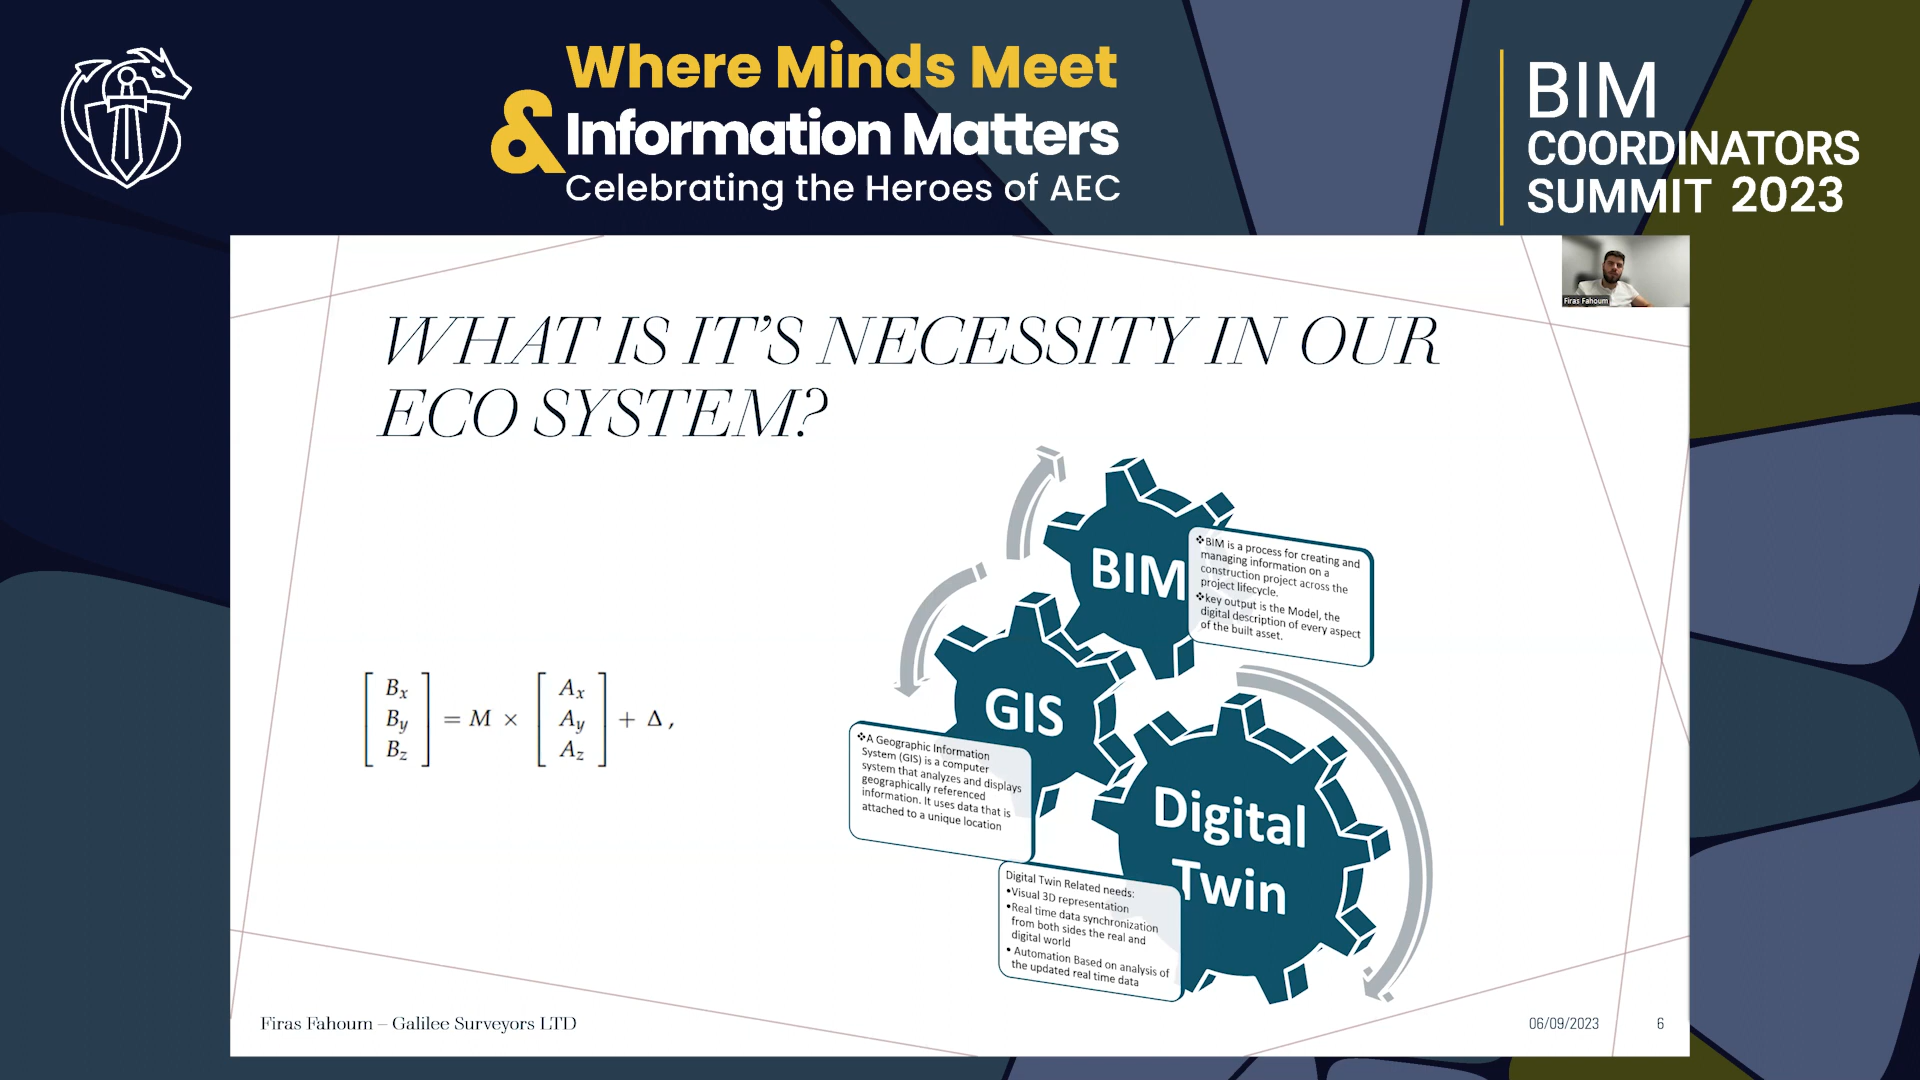 Where Minds Meet
& Information Matters
Celebrating the Heroes of AEC
BIM
COORDINATORS
SUMMIT 2023
Firas Fahoum
WHAT IS IT'S NECESSITY IN OUR
ECO SYSTEM?
BIM
❖BIM is a process for creating and
managing information on a
construction project across the
project lifecycle.
❖key output is the Model, the
digital description of every aspect
of the built asset.
GIS
❖A Geographic Information
System (GIS) is a computer
system that analyzes and displays
geographically referenced
information. It uses data that is
attached to a unique location
Digital
Twin
Digital Twin Related needs:
•Visual 3D representation
•Real time data synchronization
from both sides the real and
digital world
• Automation Based on analysis of
the updated real time data
[ Bx ] [ Ax ]
[ By ] = M × [ Ay ] + Δ ,
[ Bz ] [ Az ]
Firas Fahoum – Galilee Surveyors LTD
06/09/2023
6